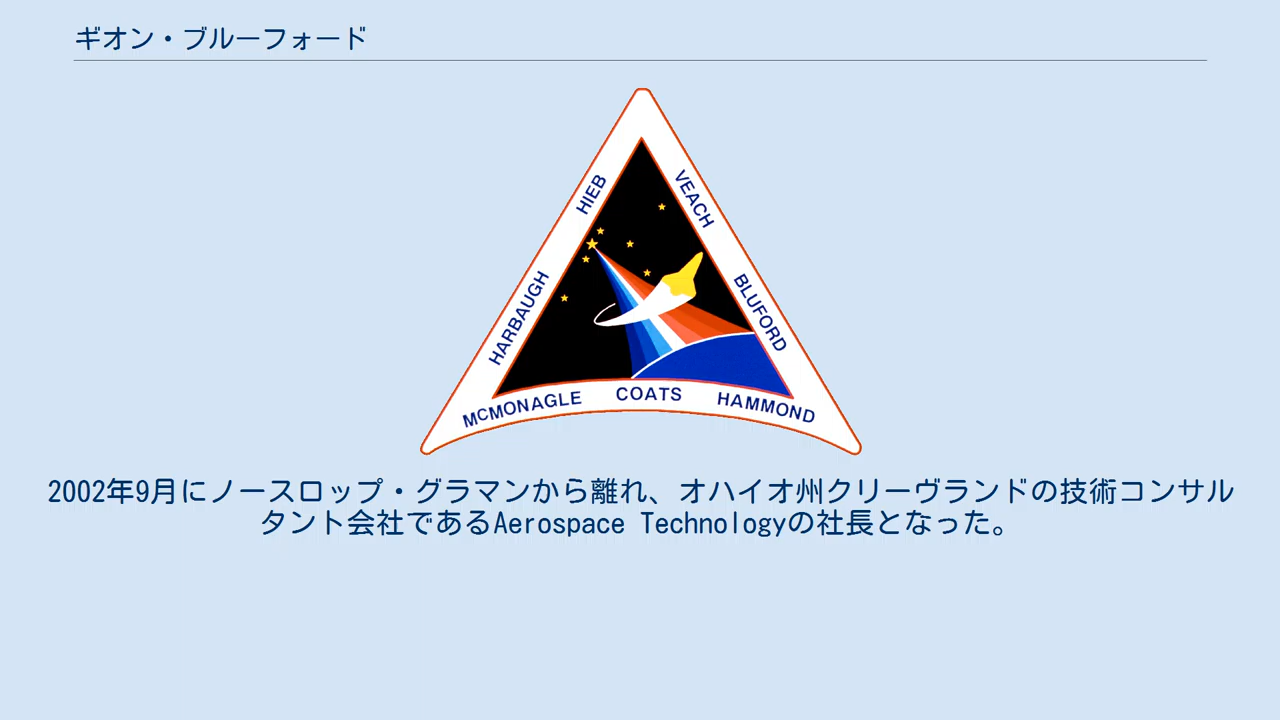 ギオン・ブルーフォード
HIEB
VEACH
HARBAUGH
BLUFORD
MCMONAGLE
COATS
HAMMOND
2002年9月にノースロップ・グラマンから離れ、オハイオ州クリーヴランドの技術コンサル
タント会社であるAerospace Technologyの社長となった。